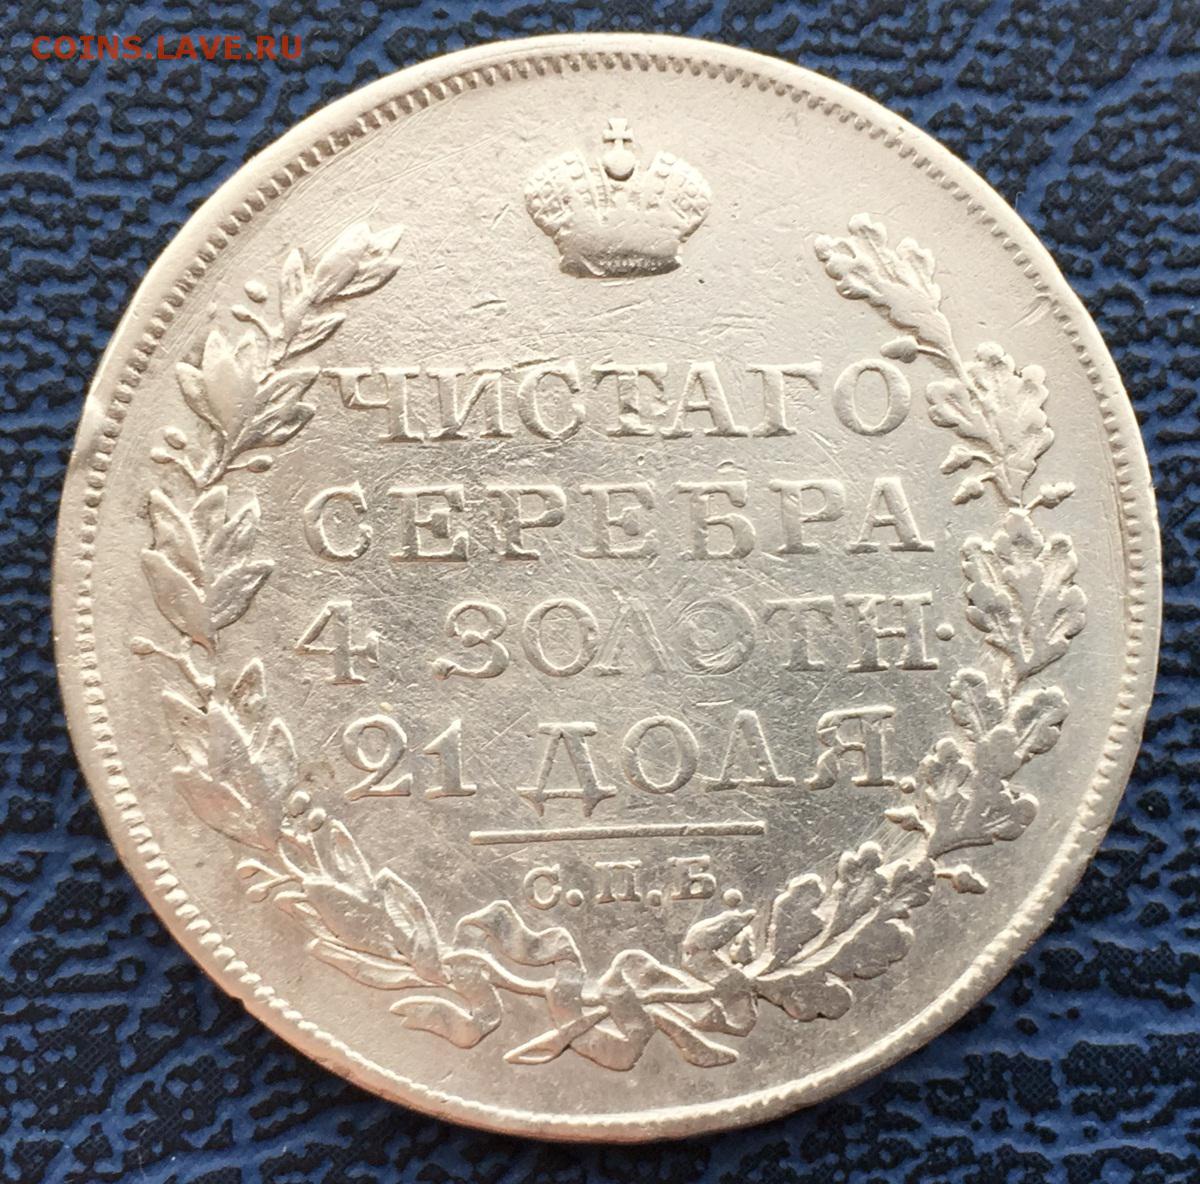 COINS.LAVE.RU
ЧИСТАГО
СЕРЕБРА
4 ЗОЛОТН·
21 ДОЛЯ.
С.П.Б.